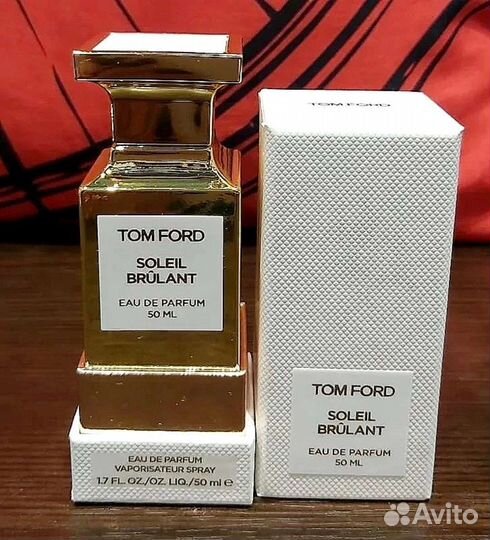 TOM FORD
SOLEIL
BRÛLANT
EAU DE PARFUM
50 ML
EAU DE PARFUM
VAPORISATEUR SPRAY
1.7 FL. OZ./OZ. LIQ./50 ml e
TOM FORD
TOM FORD
SOLEIL
BRÛLANT
EAU DE PARFUM
50 ML
Avito